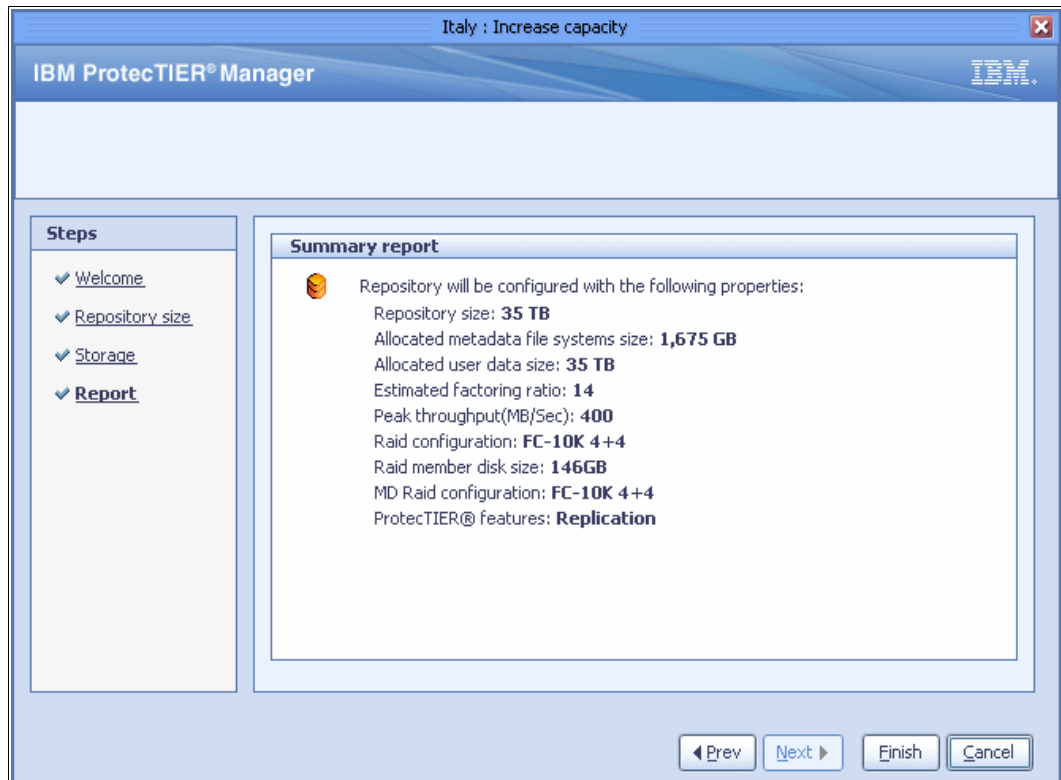 Italy : Increase capacity
IBM ProtecTIER® Manager
IBM.
Steps
Welcome
Repository size
Storage
Report
Summary report
Repository will be configured with the following properties:
Repository size: 35 TB
Allocated metadata file systems size: 1,675 GB
Allocated user data size: 35 TB
Estimated factoring ratio: 14
Peak throughput(MB/Sec): 400
Raid configuration: FC-10K 4+4
Raid member disk size: 146GB
MD Raid configuration: FC-10K 4+4
ProtecTIER® features: Replication
Prev
Next
Finish
Cancel